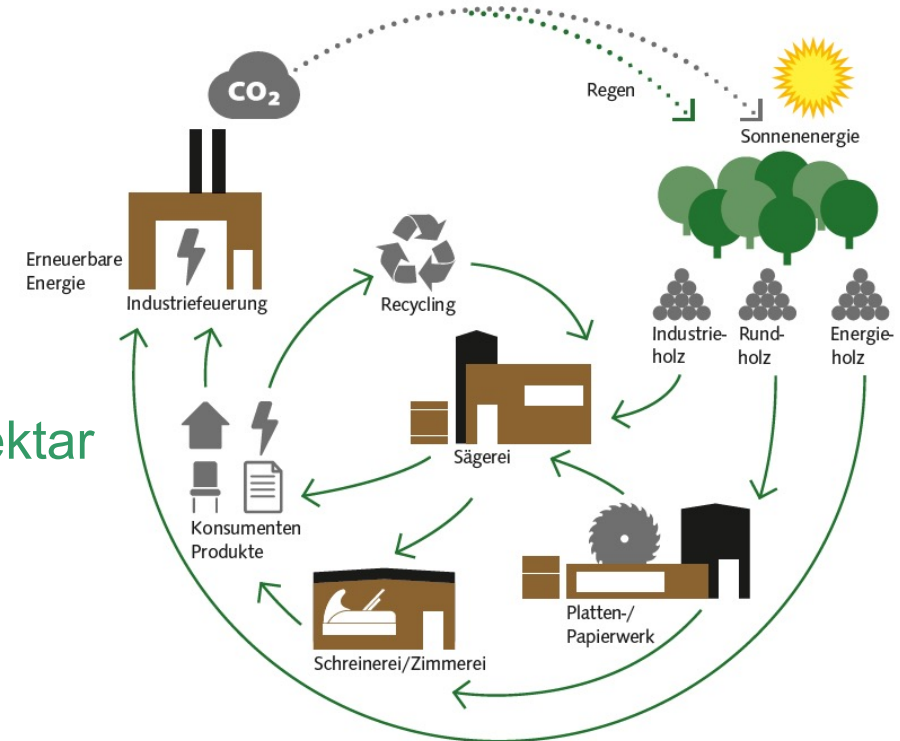 CO₂
Regen
Sonnenenergie
Erneuerbare
Energie
Industriefeuerung
Recycling
Industrie-
holz
Rund-
holz
Energie-
holz
ektar
Sägerei
Konsumenten
Produkte
Platten-/
Papierwerk
Schreinerei/Zimmerei